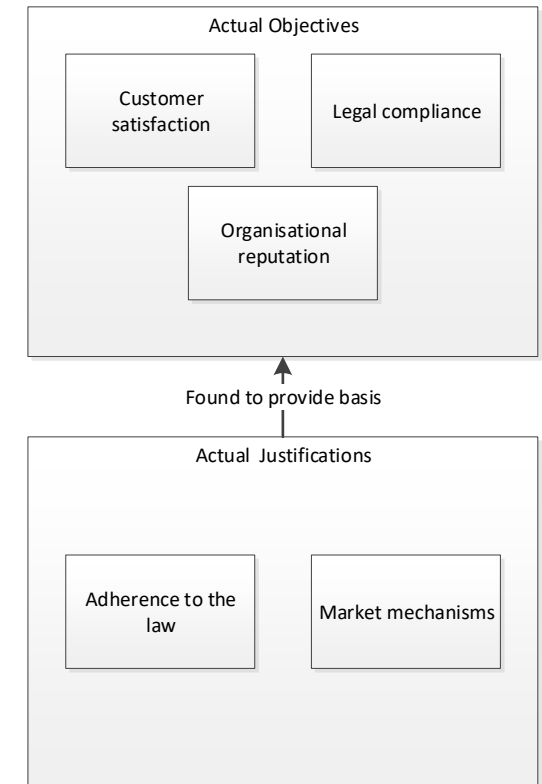 Actual Objectives
Customer
satisfaction
Legal compliance
Organisational
reputation
Found to provide basis
Actual  Justifications
Adherence to the
law
Market mechanisms